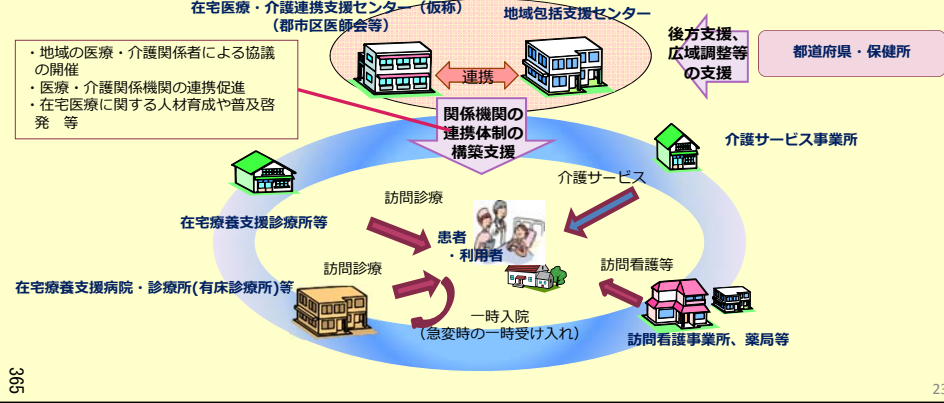 在宅医療・介護連携支援センター（仮称）
（郡市区医師会等）
地域包括支援センター
・地域の医療・介護関係者による協議
の開催
・医療・介護関係機関の連携促進
・在宅医療に関する人材育成や普及啓
発　等
連携
後方支援、
広域調整等
の支援
都道府県・保健所
関係機関の
連携体制の
構築支援
介護サービス事業所
介護サービス
訪問診療
在宅療養支援診療所等
患者
・利用者
訪問診療
訪問看護等
在宅療養支援病院・診療所(有床診療所)等
一時入院
（急変時の一時受け入れ）
訪問看護事業所、薬局等
365
23